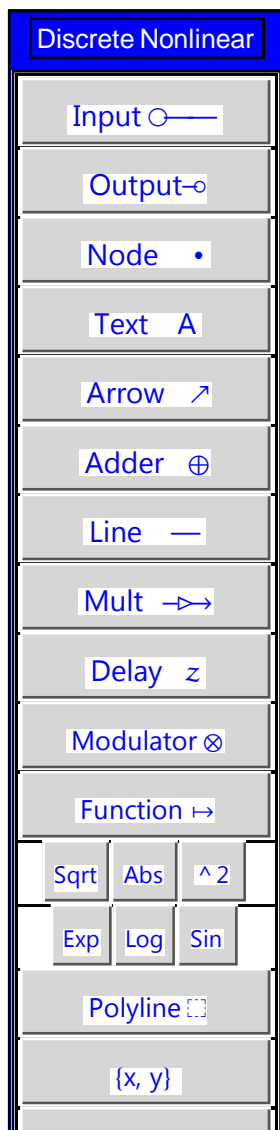 Discrete Nonlinear
Input
Output
Node •
Text A
Arrow ↗
Adder ⊕
Line —
Mult
Delay z
Modulator ⊗
Function ↦
Sqrt Abs ^ 2
Exp Log Sin
Polyline
{x, y}